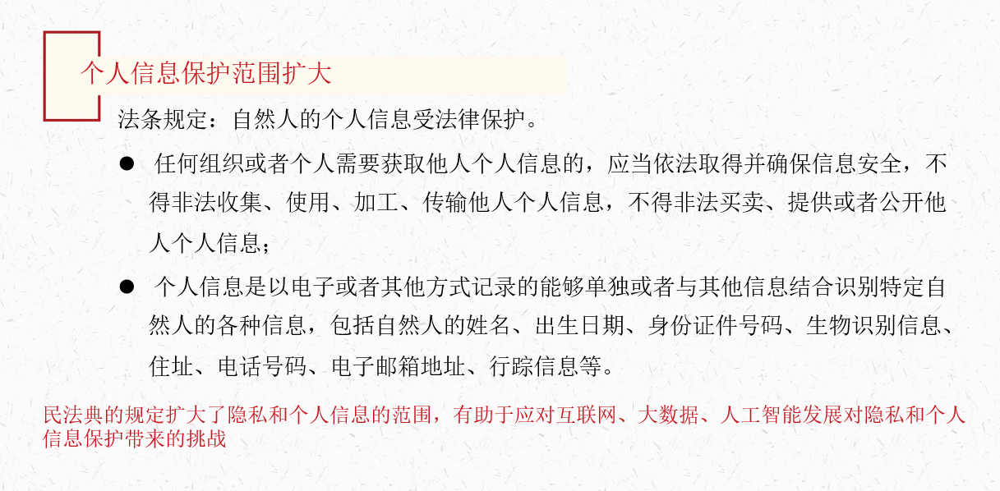 个人信息保护范围扩大
法条规定：自然人的个人信息受法律保护。
● 任何组织或者个人需要获取他人个人信息的，应当依法取得并确保信息安全，不
得非法收集、使用、加工、传输他人个人信息，不得非法买卖、提供或者公开他
人个人信息；
● 个人信息是以电子或者其他方式记录的能够单独或者与其他信息结合识别特定自
然人的各种信息，包括自然人的姓名、出生日期、身份证件号码、生物识别信息、
住址、电话号码、电子邮箱地址、行踪信息等。
民法典的规定扩大了隐私和个人信息的范围，有助于应对互联网、大数据、人工智能发展对隐私和个人
信息保护带来的挑战